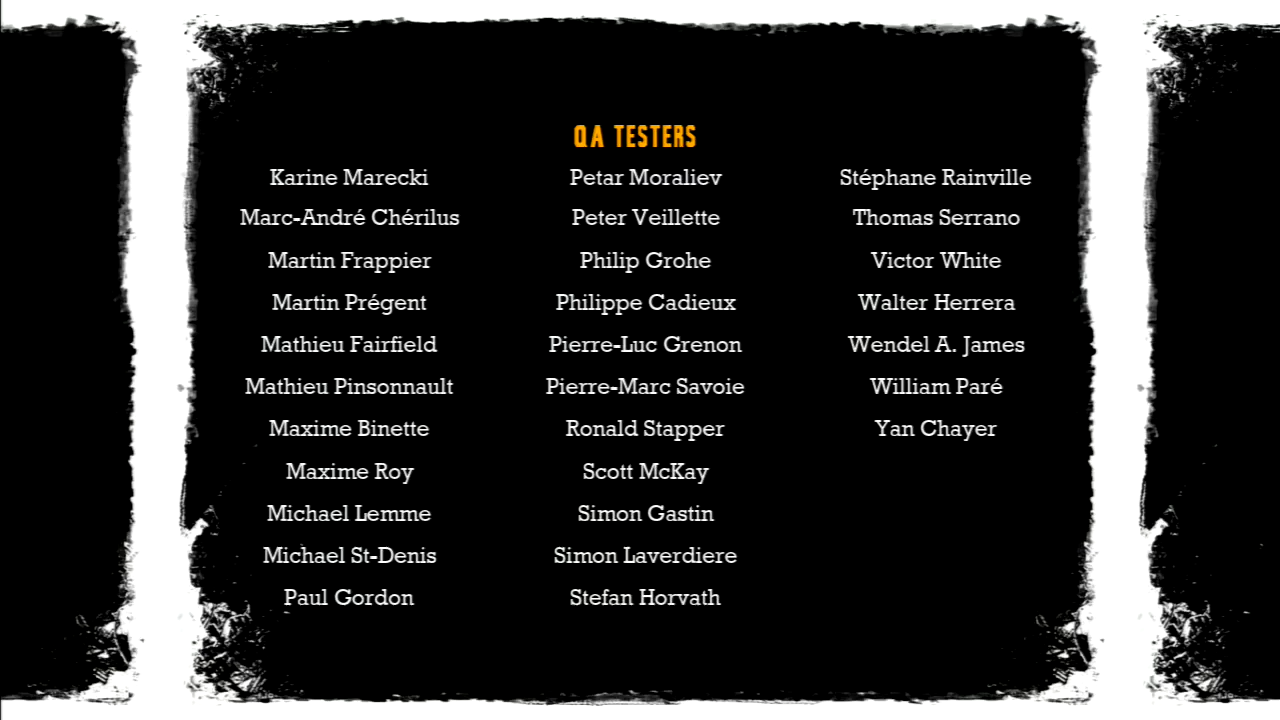 QA TESTERS
Karine Marecki
Marc-André Chérilus
Martin Frappier
Martin Prégent
Mathieu Fairfield
Mathieu Pinsonnault
Maxime Binette
Maxime Roy
Michael Lemme
Michael St-Denis
Paul Gordon
Petar Moraliev
Peter Veillette
Philip Grohe
Philippe Cadieux
Pierre-Luc Grenon
Pierre-Marc Savoie
Ronald Stapper
Scott McKay
Simon Gastin
Simon Laverdiere
Stefan Horvath
Stéphane Rainville
Thomas Serrano
Victor White
Walter Herrera
Wendel A. James
William Paré
Yan Chayer